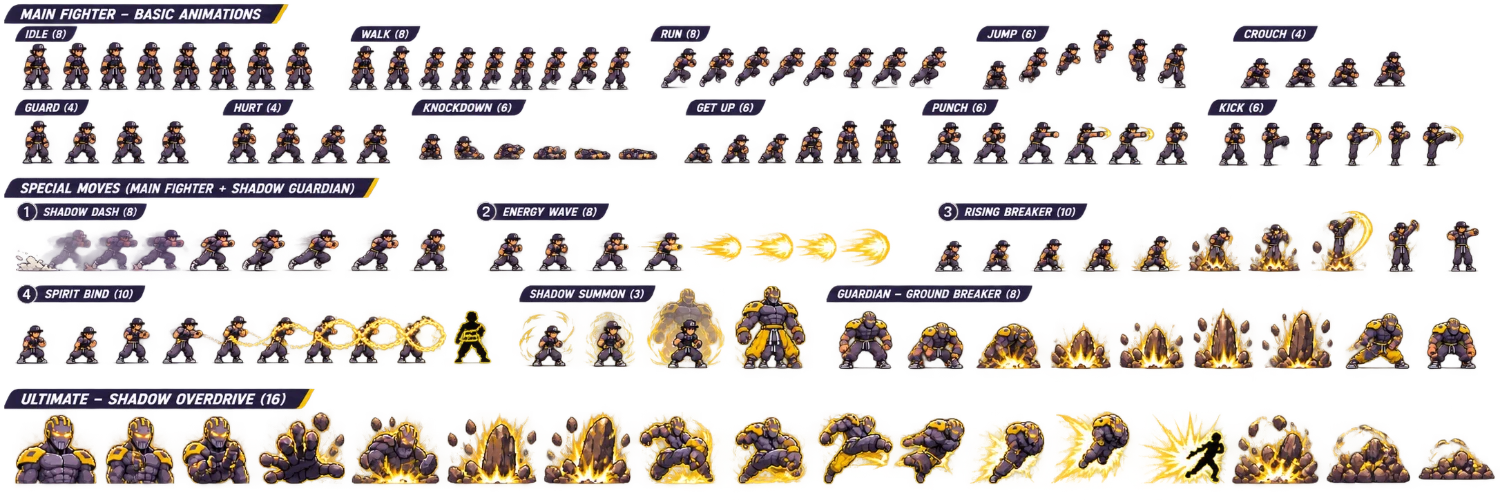 MAIN FIGHTER – BASIC ANIMATIONS
IDLE (8)
WALK (8)
RUN (8)
JUMP (6)
CROUCH (4)
GUARD (4)
HURT (4)
KNOCKDOWN (6)
GET UP (6)
PUNCH (6)
KICK (6)
SPECIAL MOVES (MAIN FIGHTER + SHADOW GUARDIAN)
1 SHADOW DASH (8)
2 ENERGY WAVE (8)
3 RISING BREAKER (10)
4 SPIRIT BIND (10)
SHADOW SUMMON (3)
GUARDIAN – GROUND BREAKER (8)
ULTIMATE – SHADOW OVERDRIVE (16)